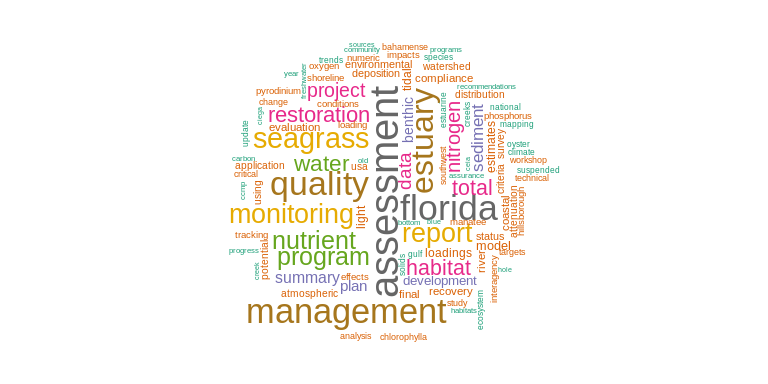 sources
community
bahamense
programs
trends
numeric
impacts
species
oxygen
environmental
watershed
year
freshwater
shoreline
deposition
tidal
compliance
pyrodinium
project
recommendations
change
conditions
benthic
estuarine
distribution
restoration
creeks
national
phosphorus
ciega
update
evaluation
loading
assessment
estuary
nitrogen
sediment
estimates
survey
mapping
seagrass
oyster
climate
carbon
water
old
data
southwest
ceta
workshop
application
usa
suspended
critical
quality
assurance
criteria
technical
ccmp
using
total
monitoring
light
florida
coastal
attenuation
hillsborough
bottom
blue
manatee
tracking
nutrient
report
status
model
progress
potential
program
solids
gulf
loadings
river
targets
creek
habitat
interagency
hole
summary
effects
plan
development
atmospheric
final
recovery
ecosystem
management
study
habitats
analysis
chlorophylla